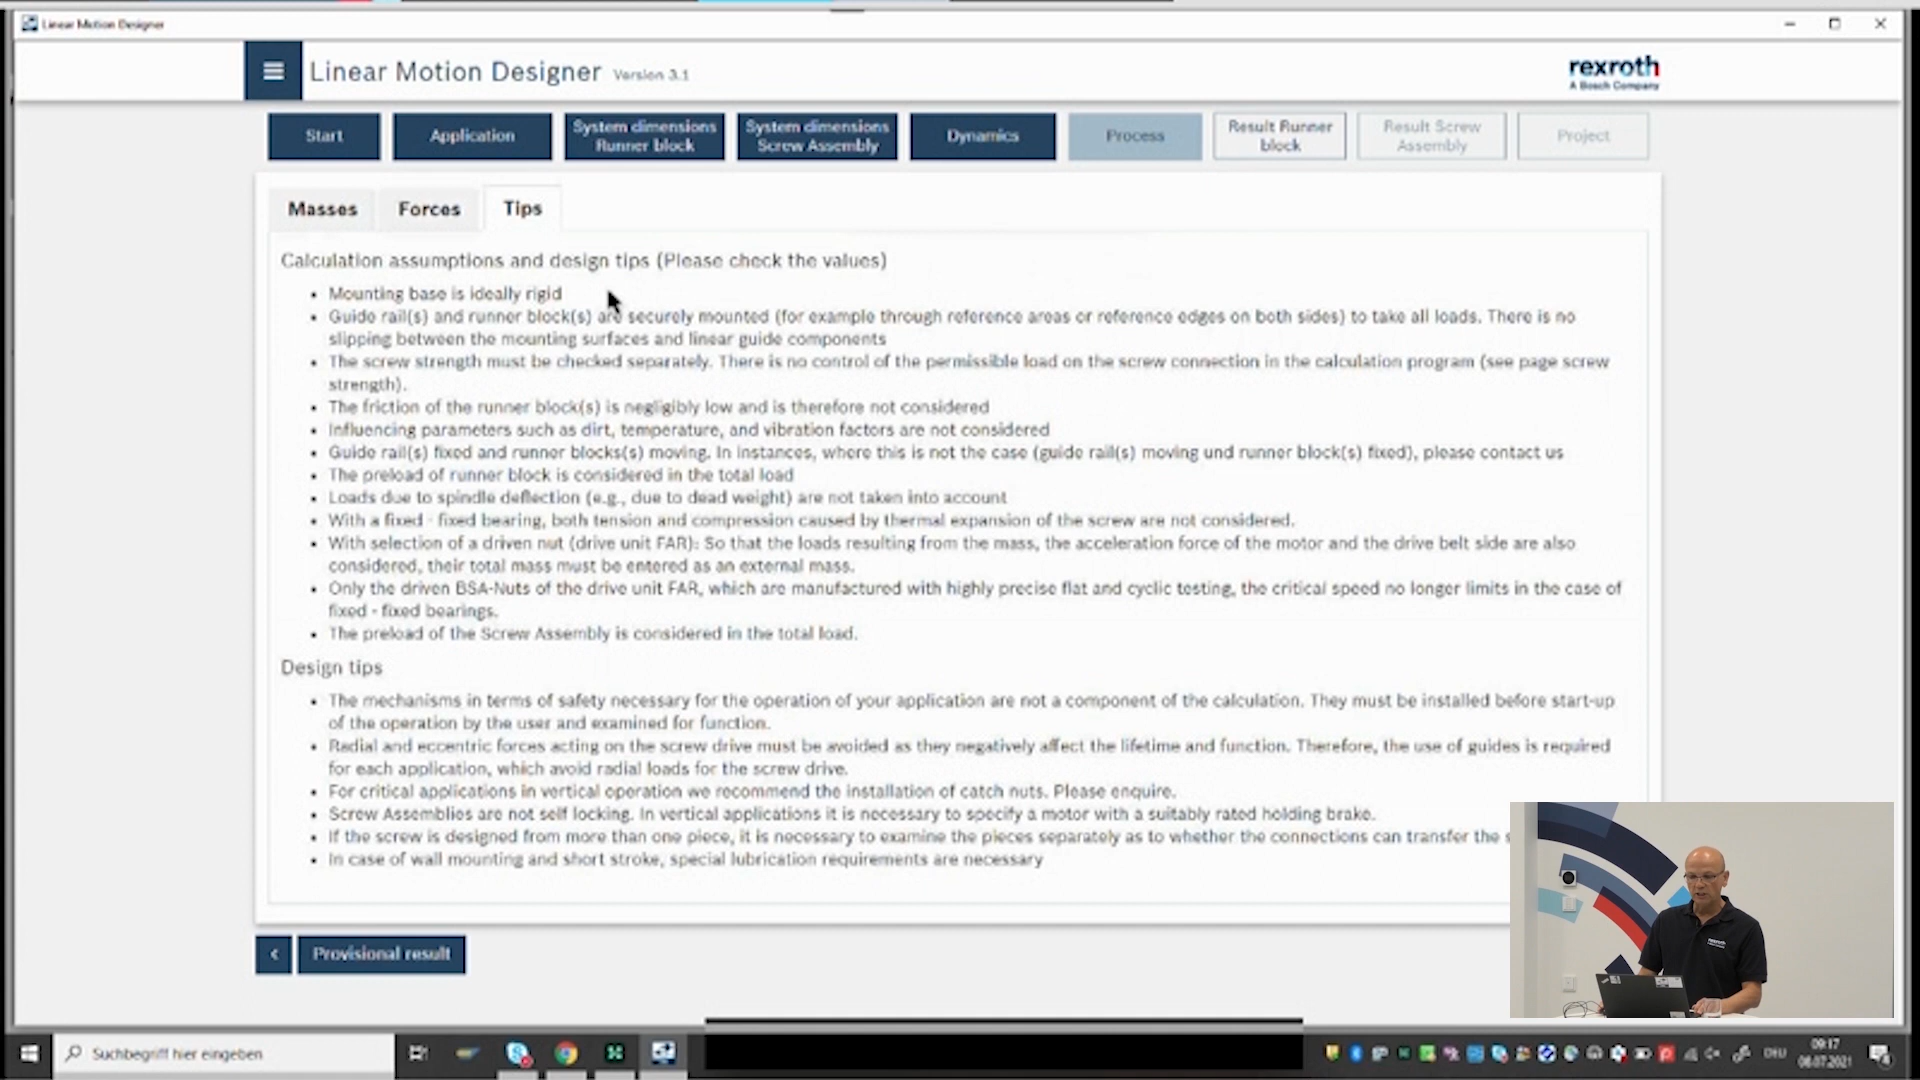 Linear Motion Designer
Linear Motion Designer Version 3.1
rexroth
A Bosch Company
Start
Application
System dimensions
Runner block
System dimensions
Screw Assembly
Dynamics
Process
Result Runner
block
Result Screw
Assembly
Project
Masses
Forces
Tips
Calculation assumptions and design tips (Please check the values)
• Mounting base is ideally rigid
• Guide rail(s) and runner block(s) are securely mounted (for example through reference areas or reference edges on both sides) to take all loads. There is no
slipping between the mounting surfaces and linear guide components
• The screw strength must be checked separately. There is no control of the permissible load on the screw connection in the calculation program (see page screw
strength).
• The friction of the runner block(s) is negligibly low and is therefore not considered
• Influencing parameters such as dirt, temperature, and vibration factors are not considered
• Guide rail(s) fixed and runner blocks(s) moving. In instances, where this is not the case (guide rail(s) moving und runner block(s) fixed), please contact us
• The preload of runner block is considered in the total load
• Loads due to spindle deflection (e.g., due to dead weight) are not taken into account
• With a fixed - fixed bearing, both tension and compression caused by thermal expansion of the screw are not considered.
• With selection of a driven nut (drive unit FAR): So that the loads resulting from the mass, the acceleration force of the motor and the drive belt side are also
considered, their total mass must be entered as an external mass.
• Only the driven BSA-Nuts of the drive unit FAR, which are manufactured with highly precise flat and cyclic testing, the critical speed no longer limits in the case of
fixed - fixed bearings.
• The preload of the Screw Assembly is considered in the total load.
Design tips
• The mechanisms in terms of safety necessary for the operation of your application are not a component of the calculation. They must be installed before start-up
of the operation by the user and examined for function.
• Radial and eccentric forces acting on the screw drive must be avoided as they negatively affect the lifetime and function. Therefore, the use of guides is required
for each application, which avoid radial loads for the screw drive.
• For critical applications in vertical operation we recommend the installation of catch nuts. Please enquire.
• Screw Assemblies are not self locking. In vertical applications it is necessary to specify a motor with a suitably rated holding brake.
• If the screw is designed from more than one piece, it is necessary to examine the pieces separately as to whether the connections can transfer the
• In case of wall mounting and short stroke, special lubrication requirements are necessary
Provisional result
rexroth
Suchbegriff hier eingeben
DEU
09:17
08.07.2021